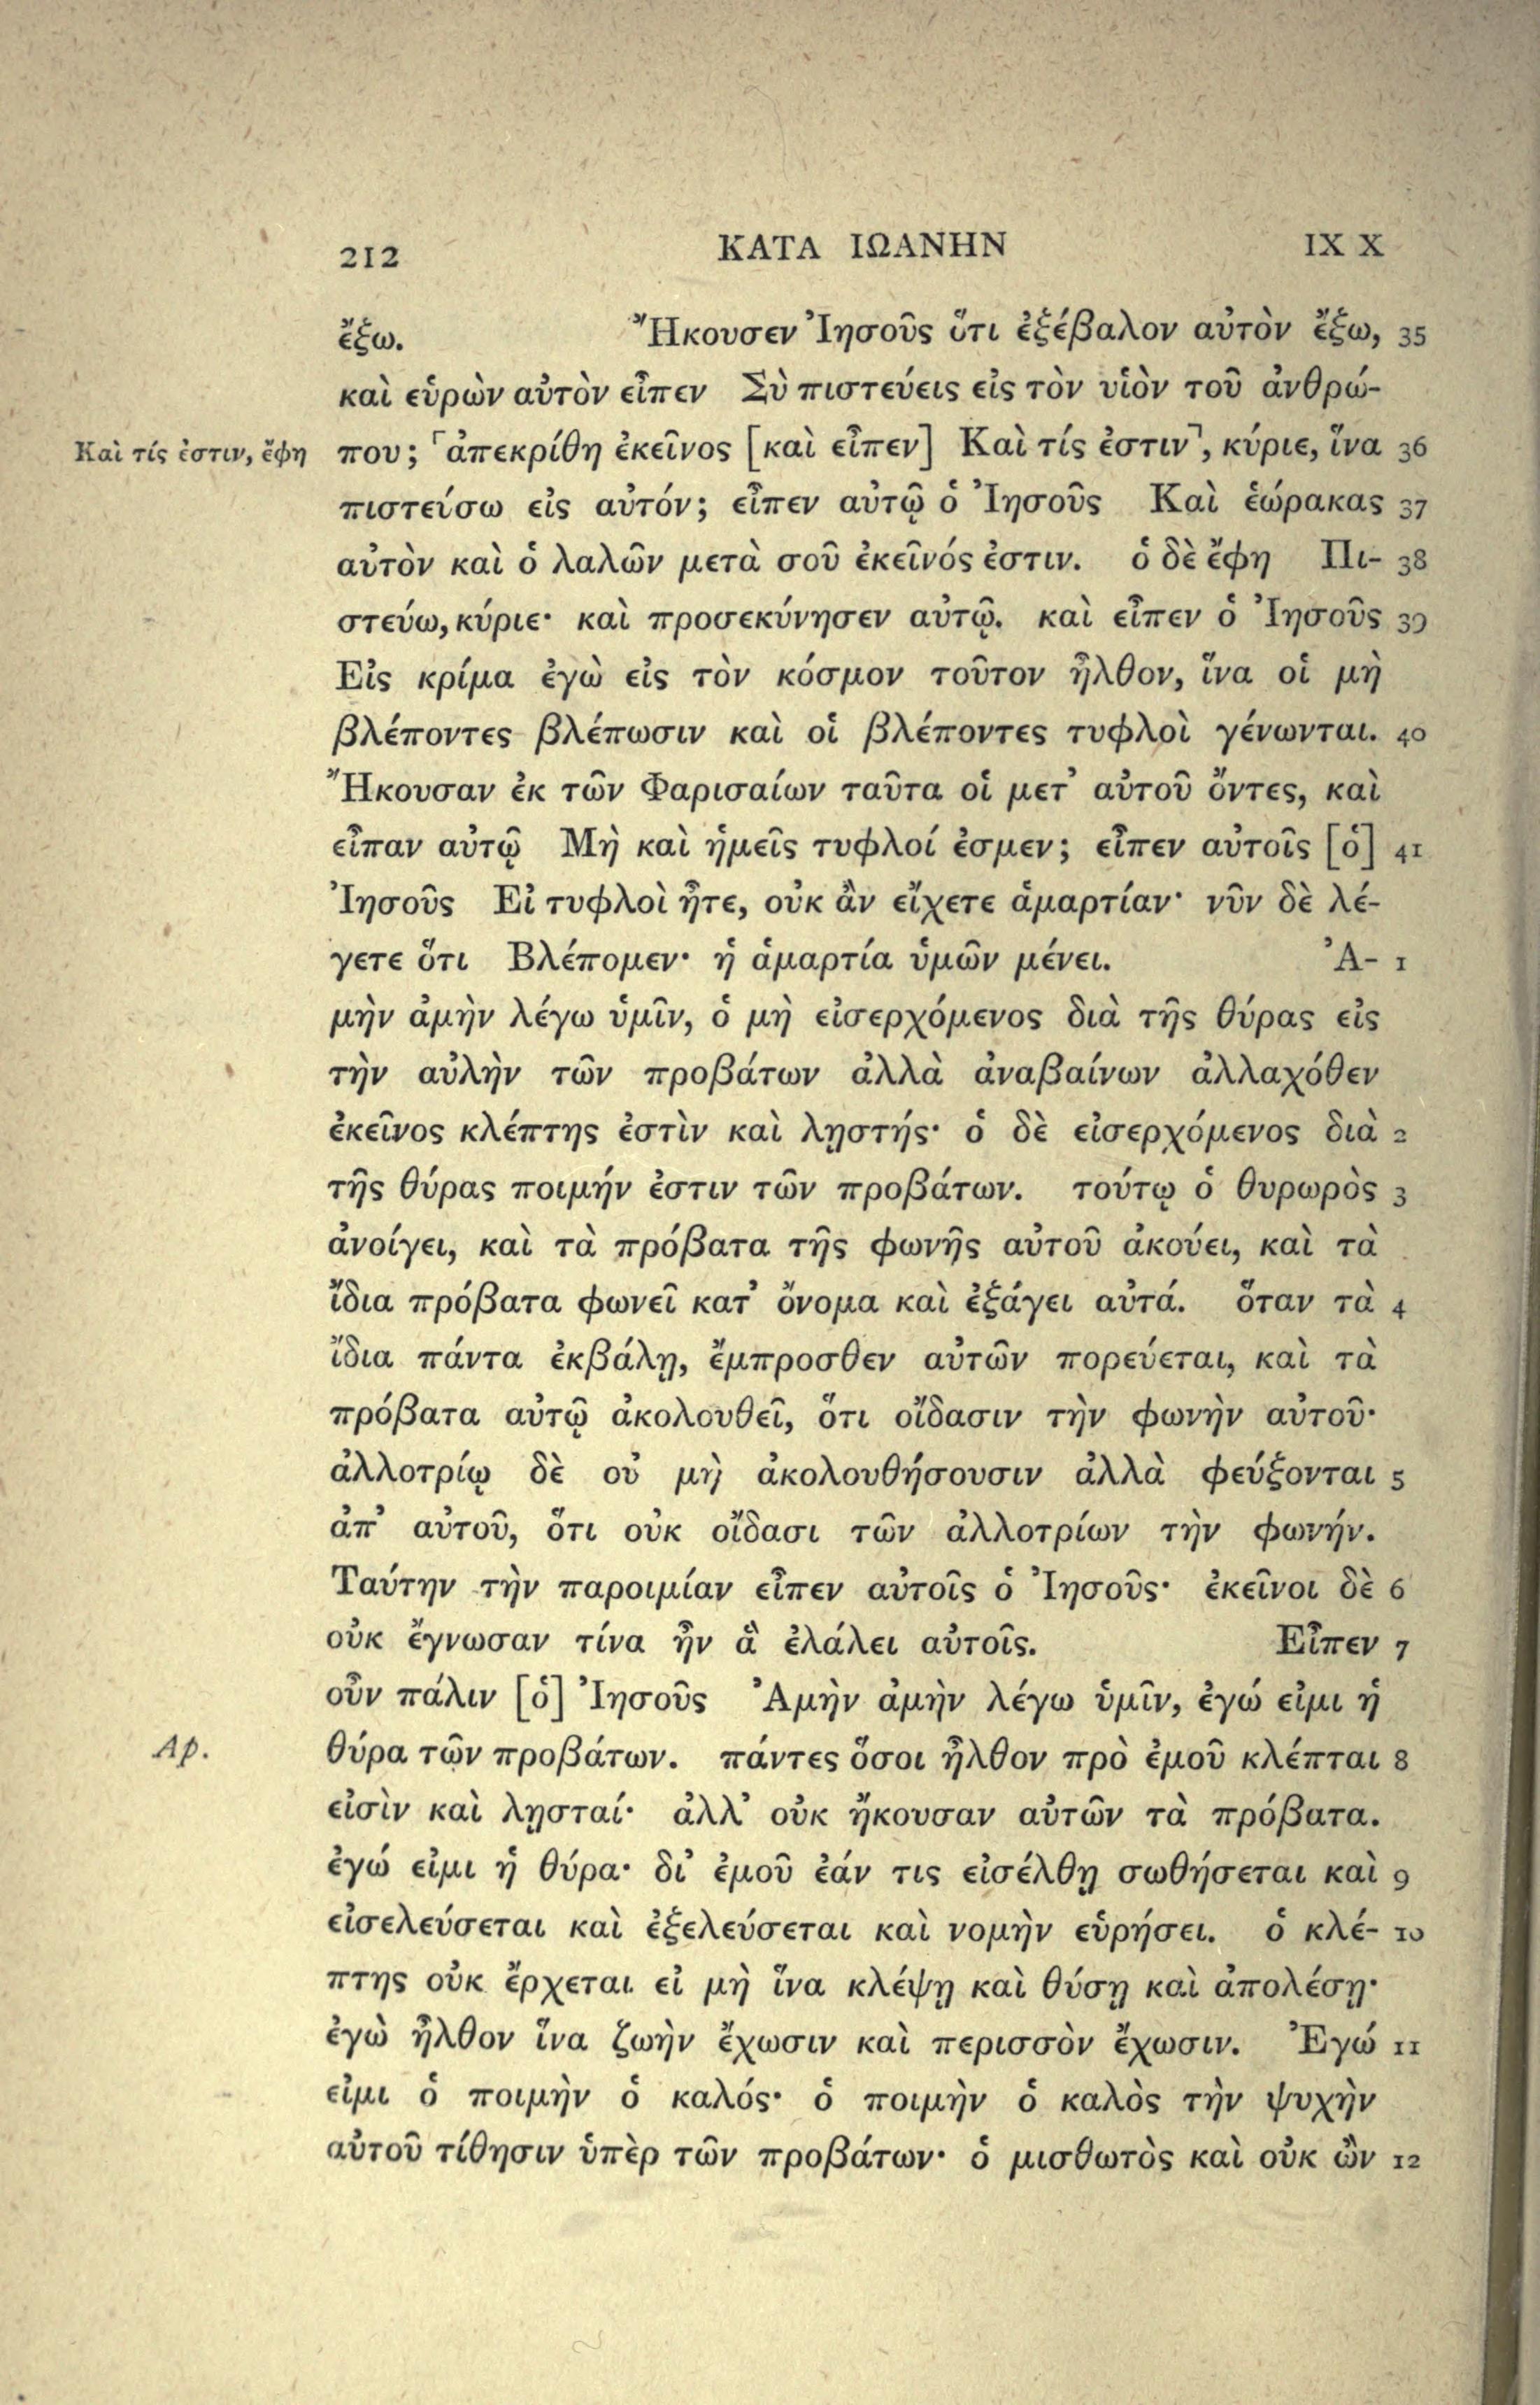 212 ΚΑΤΑ ΙΩΑΝΗΝ IX X
ἔξω. Ἤκουσεν Ἰησοῦς ὅτι ἐξέβαλον αὐτὸν ἔξω, 35
καὶ εὑρὼν αὐτὸν εἶπεν Σὺ πιστεύεις εἰς τὸν υἱὸν τοῦ ἀνθρώ-
Καὶ τίς ἐστιν, ἔφη που; ⸂ἀπεκρίθη ἐκεῖνος [καὶ εἶπεν] Καὶ τίς ἐστιν⸃, κύριε, ἵνα 36
πιστεύσω εἰς αὐτόν; εἶπεν αὐτῷ ὁ Ἰησοῦς Καὶ ἑώρακας 37
αὐτὸν καὶ ὁ λαλῶν μετὰ σοῦ ἐκεῖνός ἐστιν. ὁ δὲ ἔφη Πι- 38
στεύω, κύριε· καὶ προσεκύνησεν αὐτῷ. καὶ εἶπεν ὁ Ἰησοῦς 39
Εἰς κρίμα ἐγὼ εἰς τὸν κόσμον τοῦτον ἦλθον, ἵνα οἱ μὴ
βλέποντες βλέπωσιν καὶ οἱ βλέποντες τυφλοὶ γένωνται. 40
Ἤκουσαν ἐκ τῶν Φαρισαίων ταῦτα οἱ μετ’ αὐτοῦ ὄντες, καὶ
εἶπαν αὐτῷ Μὴ καὶ ἡμεῖς τυφλοί ἐσμεν; εἶπεν αὐτοῖς [ὁ] 41
Ἰησοῦς Εἰ τυφλοὶ ἦτε, οὐκ ἂν εἴχετε ἁμαρτίαν· νῦν δὲ λέ-
γετε ὅτι Βλέπομεν· ἡ ἁμαρτία ὑμῶν μένει. Ἀ- 1
μὴν ἀμὴν λέγω ὑμῖν, ὁ μὴ εἰσερχόμενος διὰ τῆς θύρας εἰς
τὴν αὐλὴν τῶν προβάτων ἀλλὰ ἀναβαίνων ἀλλαχόθεν
ἐκεῖνος κλέπτης ἐστὶν καὶ λῃστής· ὁ δὲ εἰσερχόμενος διὰ 2
τῆς θύρας ποιμήν ἐστιν τῶν προβάτων. τούτῳ ὁ θυρωρὸς 3
ἀνοίγει, καὶ τὰ πρόβατα τῆς φωνῆς αὐτοῦ ἀκούει, καὶ τὰ
ἴδια πρόβατα φωνεῖ κατ’ ὄνομα καὶ ἐξάγει αὐτά. ὅταν τὰ 4
ἴδια πάντα ἐκβάλῃ, ἔμπροσθεν αὐτῶν πορεύεται, καὶ τὰ
πρόβατα αὐτῷ ἀκολουθεῖ, ὅτι οἴδασιν τὴν φωνὴν αὐτοῦ·
ἀλλοτρίῳ δὲ οὐ μὴ ἀκολουθήσουσιν ἀλλὰ φεύξονται 5
ἀπ’ αὐτοῦ, ὅτι οὐκ οἴδασι τῶν ἀλλοτρίων τὴν φωνήν.
Ταύτην τὴν παροιμίαν εἶπεν αὐτοῖς ὁ Ἰησοῦς· ἐκεῖνοι δὲ 6
οὐκ ἔγνωσαν τίνα ἦν ἃ ἐλάλει αὐτοῖς. Εἶπεν 7
οὖν πάλιν [ὁ] Ἰησοῦς Ἀμὴν ἀμὴν λέγω ὑμῖν, ἐγώ εἰμι ἡ
Ap. θύρα τῶν προβάτων. πάντες ὅσοι ἦλθον πρὸ ἐμοῦ κλέπται 8
εἰσὶν καὶ λῃσταί· ἀλλ’ οὐκ ἤκουσαν αὐτῶν τὰ πρόβατα.
ἐγώ εἰμι ἡ θύρα· δι’ ἐμοῦ ἐάν τις εἰσέλθῃ σωθήσεται καὶ 9
εἰσελεύσεται καὶ ἐξελεύσεται καὶ νομὴν εὑρήσει. ὁ κλέ- 10
πτης οὐκ ἔρχεται εἰ μὴ ἵνα κλέψῃ καὶ θύσῃ καὶ ἀπολέσῃ·
ἐγὼ ἦλθον ἵνα ζωὴν ἔχωσιν καὶ περισσὸν ἔχωσιν. Ἐγώ 11
εἰμι ὁ ποιμὴν ὁ καλός· ὁ ποιμὴν ὁ καλὸς τὴν ψυχὴν
αὐτοῦ τίθησιν ὑπὲρ τῶν προβάτων· ὁ μισθωτὸς καὶ οὐκ ὢν 12